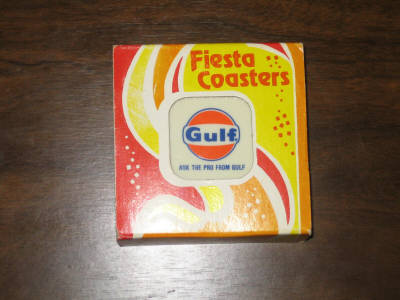 Fiesta
Coasters
Gulf
ASK THE PRO FROM GULF